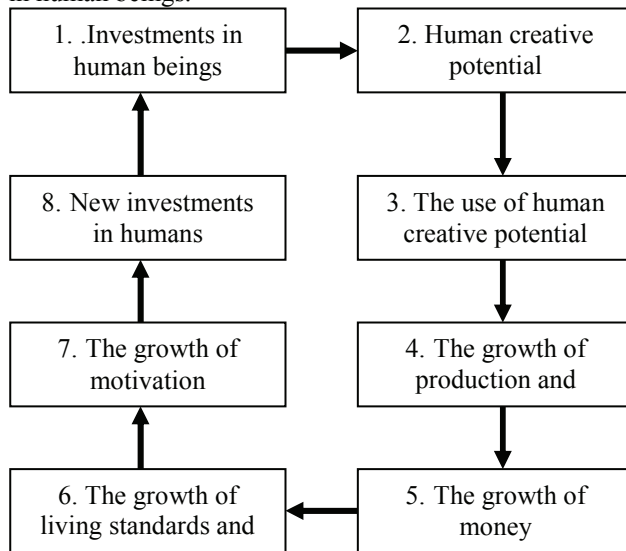 in human beings.
1. .Investments in
human beings
2. Human creative
potential
3. The use of human
creative potential
4. The growth of
production and
5. The growth of
money
6. The growth of
living standards and
7. The growth of
motivation
8. New investments
in humans